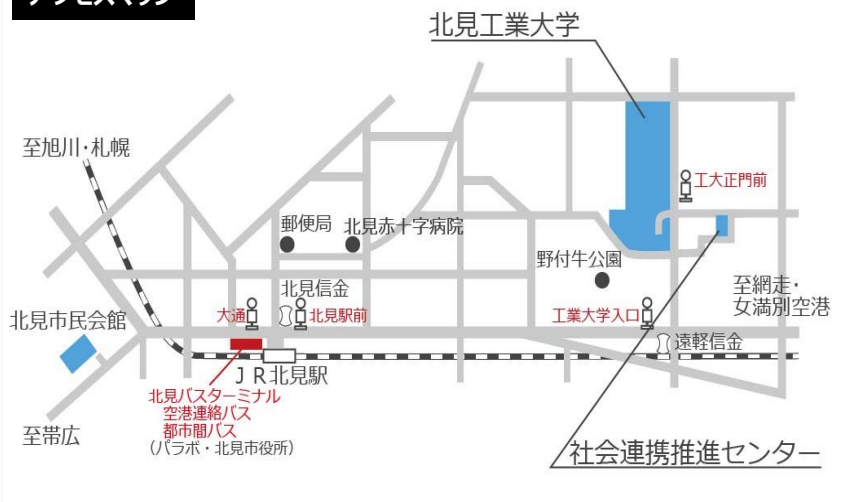 アクセスマップ
北見工業大学
至旭川・札幌
工大正門前
郵便局
北見赤十字病院
野付牛公園
至網走・
女満別空港
北見信金
大通
北見駅前
工業大学入口
北見市民会館
遠軽信金
ＪＲ北見駅
北見バスターミナル
空港連絡バス
都市間バス
(パラボ・北見市役所)
至帯広
社会連携推進センター